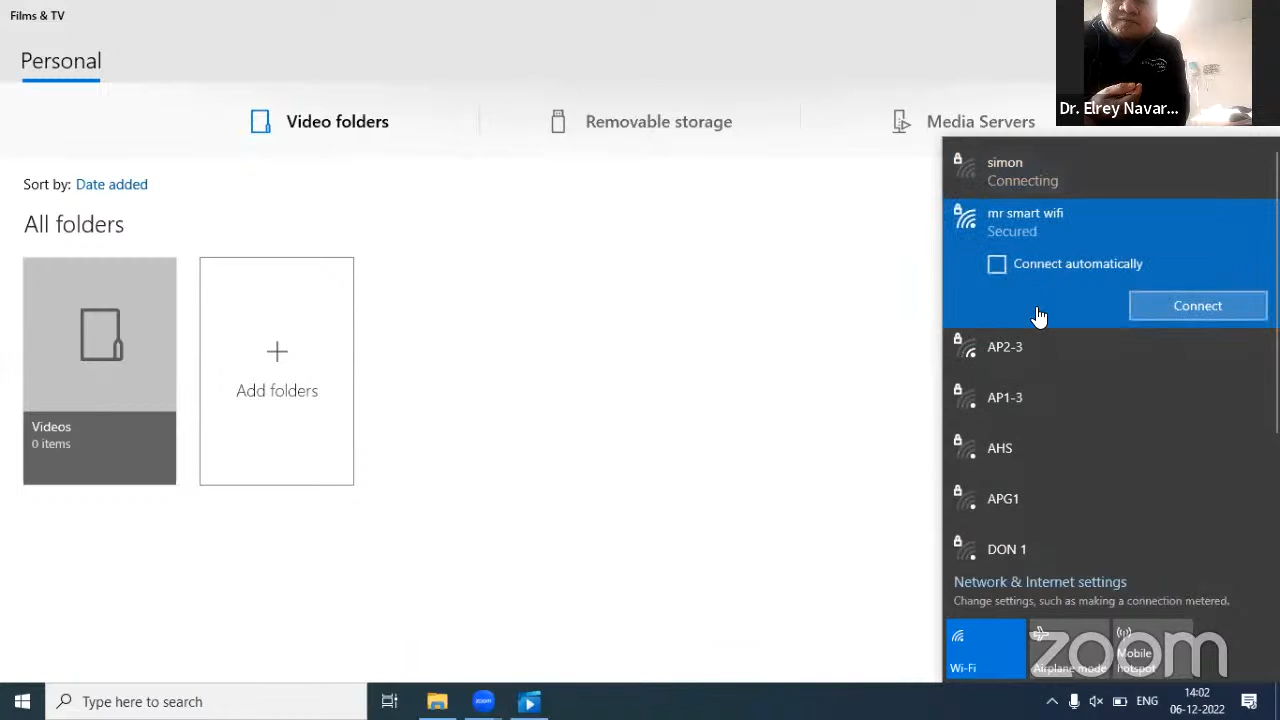 Films & TV
Personal
Dr. Elrey Navar...
Video folders
Removable storage
Media Servers
Sort by: Date added
All folders
Videos
0 items
Add folders
simon
Connecting
mr smart wifi
Secured
Connect automatically
Connect
AP2-3
AP1-3
AHS
APG1
DON 1
Network & Internet settings
Change settings, such as making a connection metered.
Wi-Fi
Airplane mode
Mobile
hotspot
zoom
Type here to search
zoom
ENG
14:02
06-12-2022